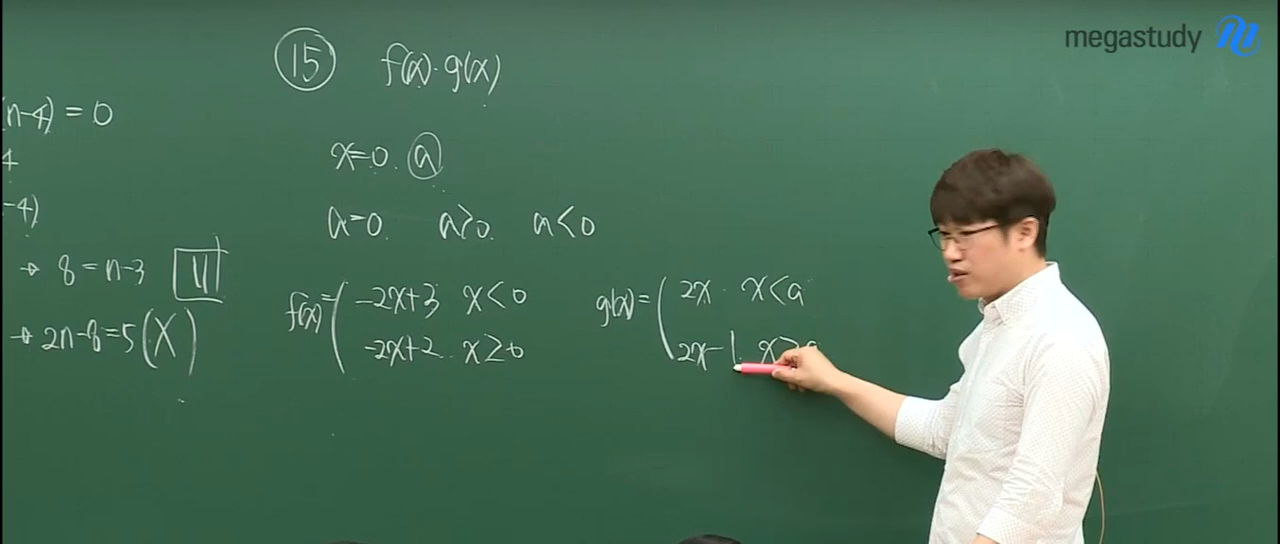 megastudy
⑮ f(x)·g(x)
(n-4) = 0
x=0. ⓐ
4
-4)
a=0. a>0. a<0
→ 8 = n-3 11
f(x)= -2x+3 x<0
-2x+2.. x≥0
g(x)= 2x · x<a
2x-1. x≥a
→ 2n-8=5 (X)